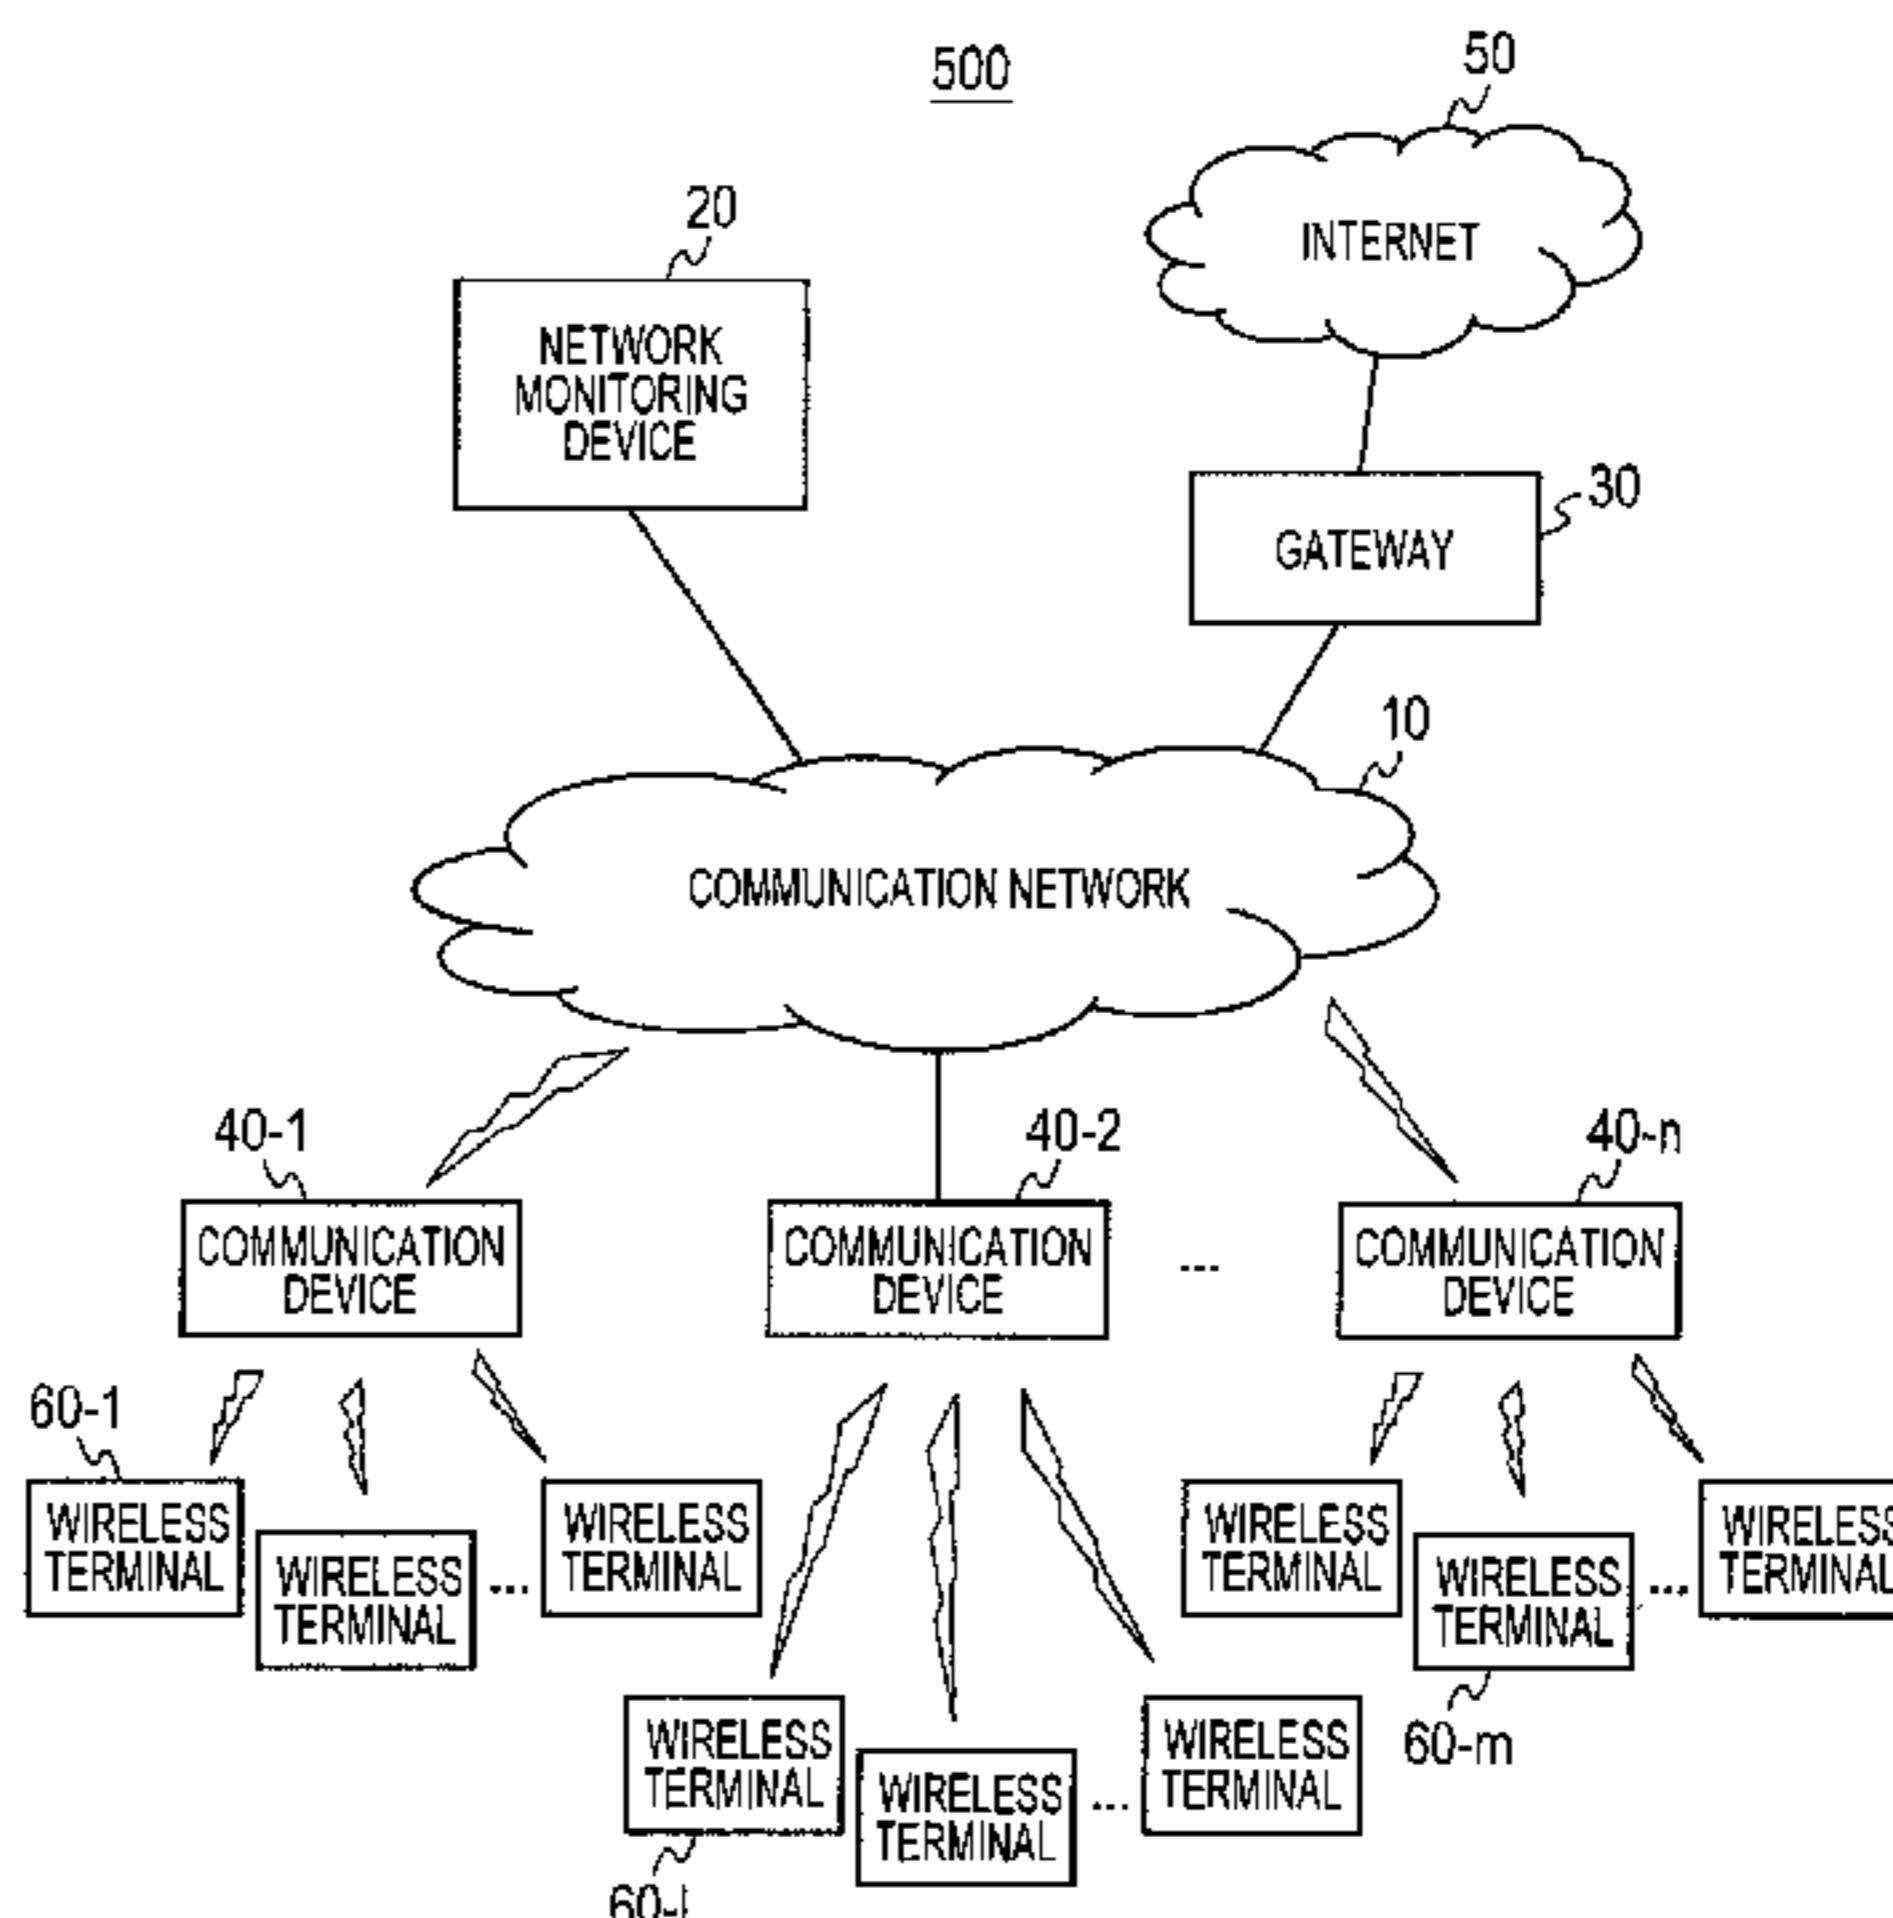 500
50
INTERNET
20
NETWORK
MONITORING
DEVICE
30
GATEWAY
10
COMMUNICATION NETWORK
40-1
COMMUNICATION
DEVICE
40-2
COMMUNICATION
DEVICE
...
40-n
COMMUNICATION
DEVICE
60-1
WIRELESS
TERMINAL
WIRELESS
TERMINAL
...
WIRELESS
TERMINAL
WIRELESS
TERMINAL
60-m
WIRELESS
TERMINAL
...
WIRELESS
TERMINAL
WIRELESS
TERMINAL
WIRELESS
TERMINAL
...
WIRELESS
TERMINAL